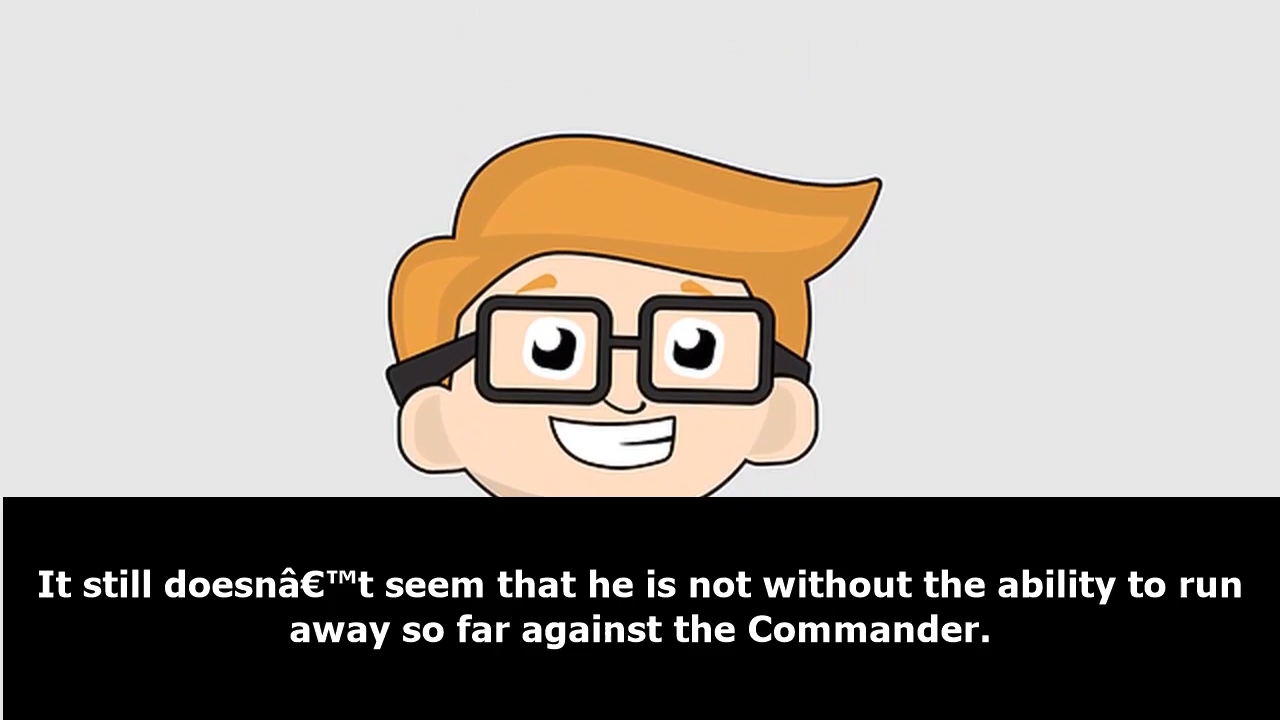 It still doesnâ€™t seem that he is not without the ability to run
away so far against the Commander.